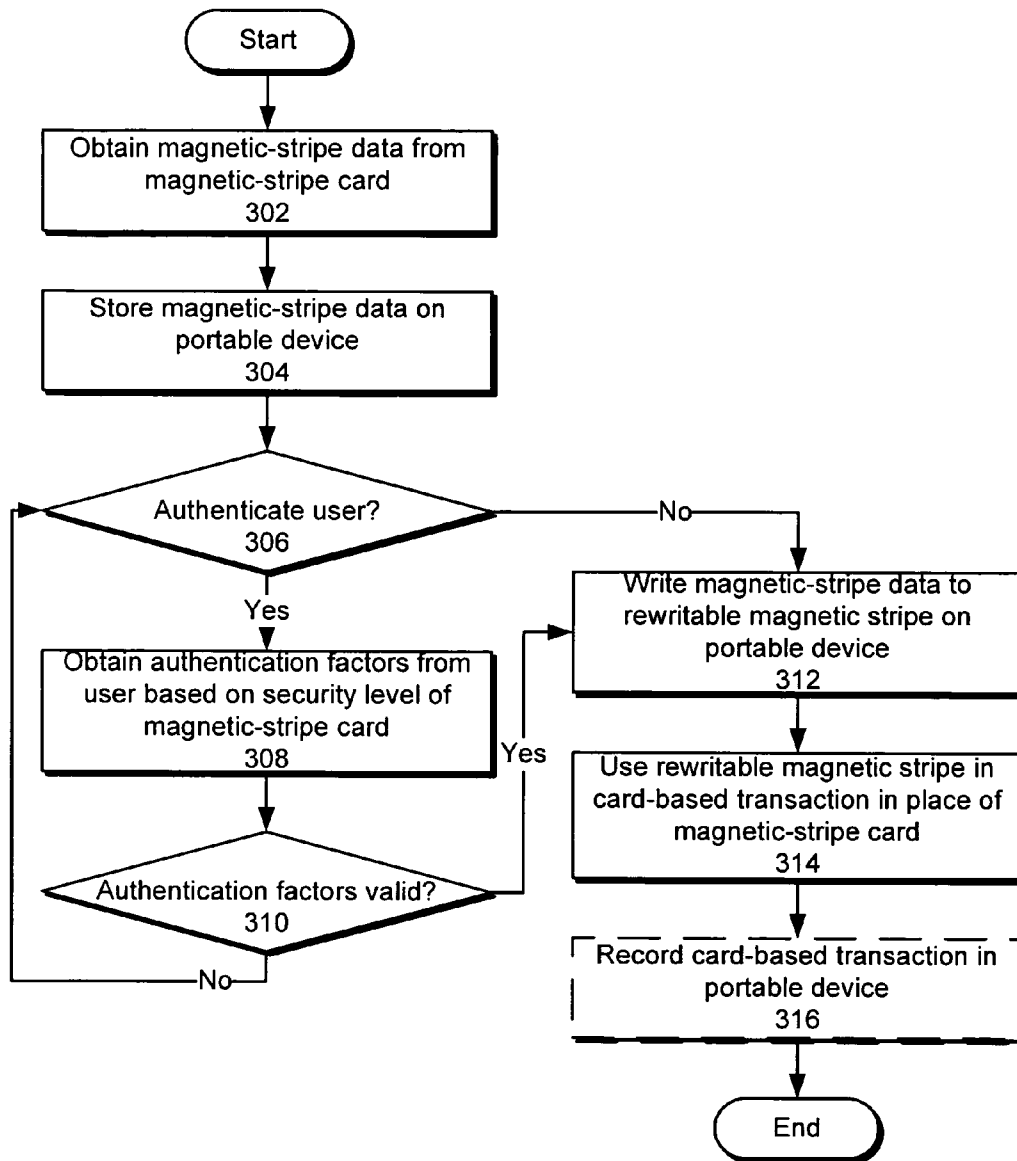 Start
Obtain magnetic-stripe data from
magnetic-stripe card
302
Store magnetic-stripe data on
portable device
304
Authenticate user?
306
No
Yes
Obtain authentication factors from
user based on security level of
magnetic-stripe card
308
Authentication factors valid?
310
No
Yes
Write magnetic-stripe data to
rewritable magnetic stripe on
portable device
312
Use rewritable magnetic stripe in
card-based transaction in place of
magnetic-stripe card
314
Record card-based transaction in
portable device
316
End